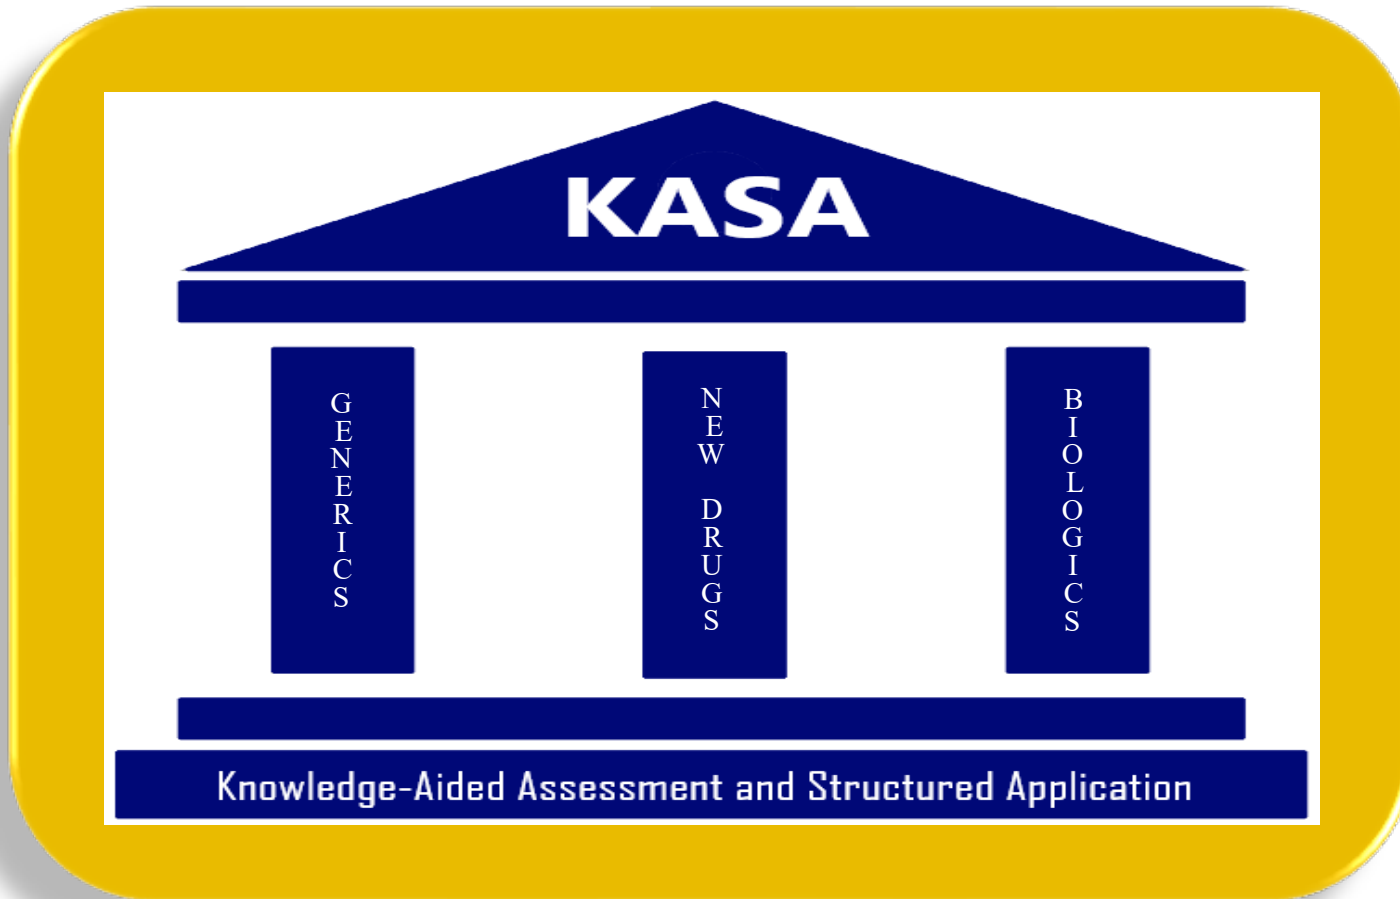 KASA
GENERICS
NEW DRUGS
BIOLOGICS
Knowledge-Aided Assessment and Structured Application